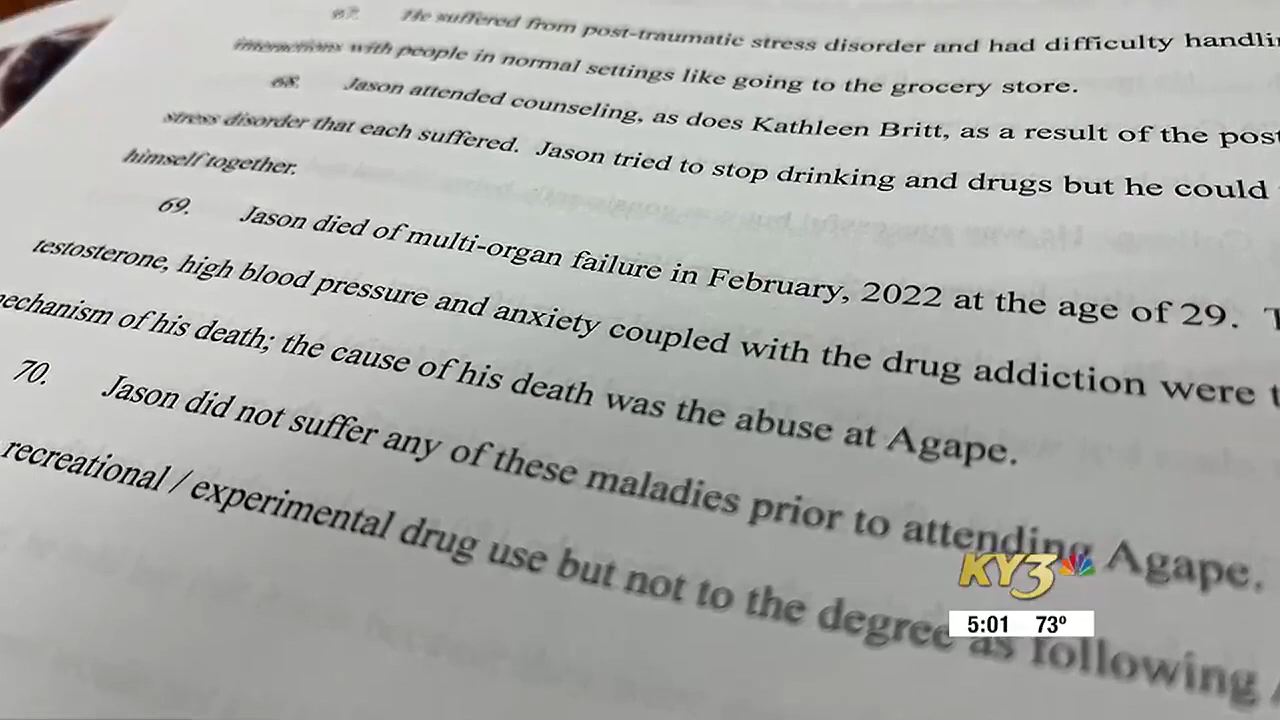 67. He suffered from post-traumatic stress disorder and had difficulty
interactions with people in normal settings like going to the grocery store.
68. Jason attended counseling, as does Kathleen Britt, as a result of the
stress disorder that each suffered. Jason tried to stop drinking and drugs but he could
himself together.
69. Jason died of multi-organ failure in February, 2022 at the age of 29.
testosterone, high blood pressure and anxiety coupled with the drug addiction were
of his death; the cause of his death was the abuse at Agape.
70. Jason did not suffer any of these maladies prior to attending Agape.
recreational / experimental drug use but not to the degree as following
KY3
5:01 73º